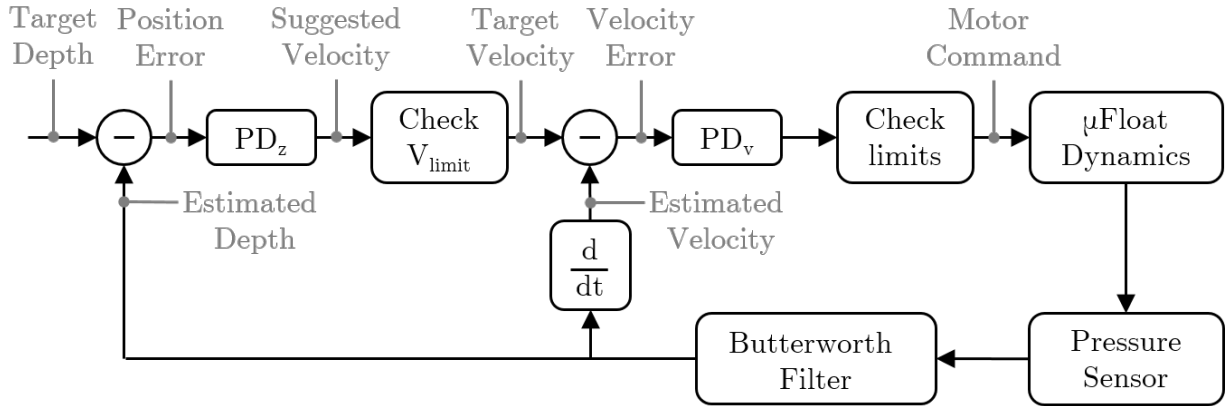 Target
Depth
Position
Error
Suggested
Velocity
Target
Velocity
Velocity
Error
Motor
Command
−
PD_z
Check
V_limit
−
PD_v
Check
limits
μFloat
Dynamics
Estimated
Depth
Estimated
Velocity
d
dt
Butterworth
Filter
Pressure
Sensor